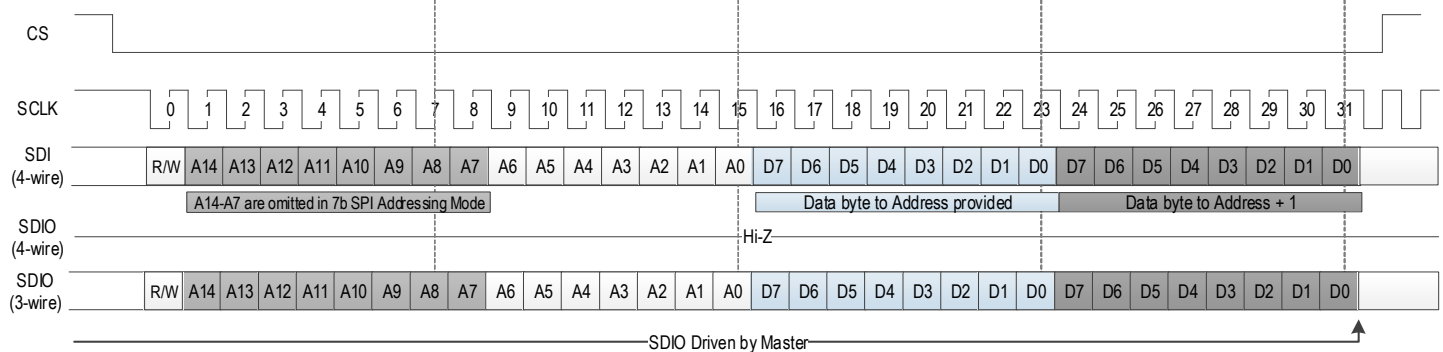 CS
SCLK 0 1 2 3 4 5 6 7 8 9 10 11 12 13 14 15 16 17 18 19 20 21 22 23 24 25 26 27 28 29 30 31
SDI
(4-wire)
R/W A14 A13 A12 A11 A10 A9 A8 A7 A6 A5 A4 A3 A2 A1 A0 D7 D6 D5 D4 D3 D2 D1 D0 D7 D6 D5 D4 D3 D2 D1 D0
A14-A7 are omitted in 7b SPI Addressing Mode Data byte to Address provided Data byte to Address + 1
SDIO
(4-wire)
Hi-Z
SDIO
(3-wire)
R/W A14 A13 A12 A11 A10 A9 A8 A7 A6 A5 A4 A3 A2 A1 A0 D7 D6 D5 D4 D3 D2 D1 D0 D7 D6 D5 D4 D3 D2 D1 D0
SDIO Driven by Master